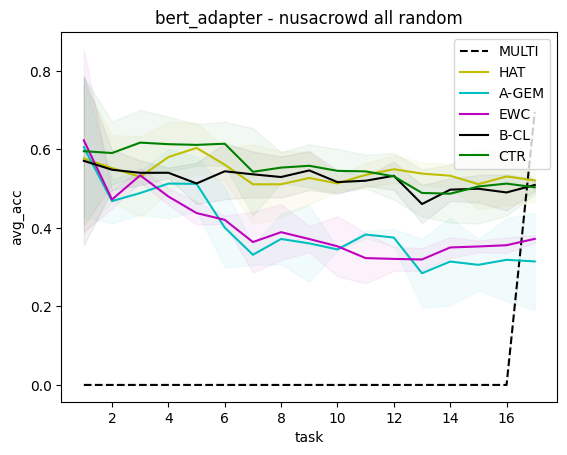 bert_adapter - nusacrowd all random
MULTI
HAT
A-GEM
EWC
B-CL
CTR
avg_acc
0.8
0.6
0.4
0.2
0.0
2 4 6 8 10 12 14 16
task